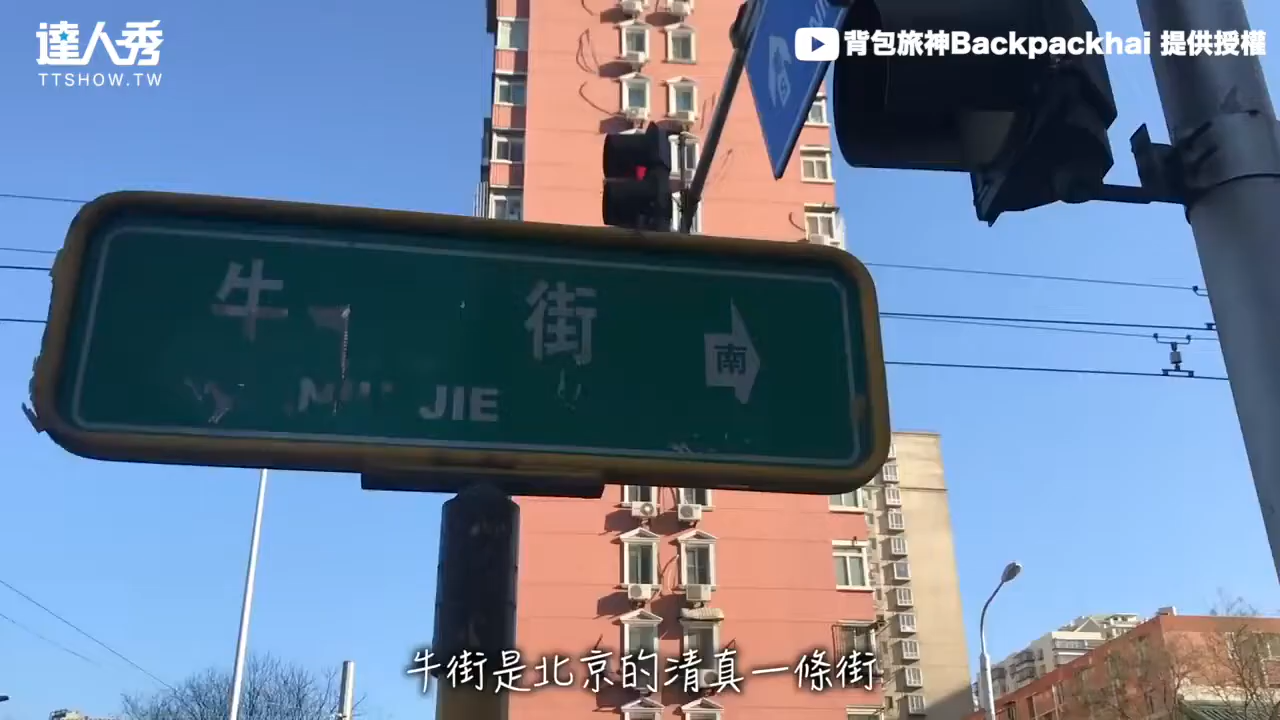 達人秀
TTSHOW.TW
背包旅神Backpackhai 提供授權
牛 街
JIE
南
牛街是北京的清真一條街